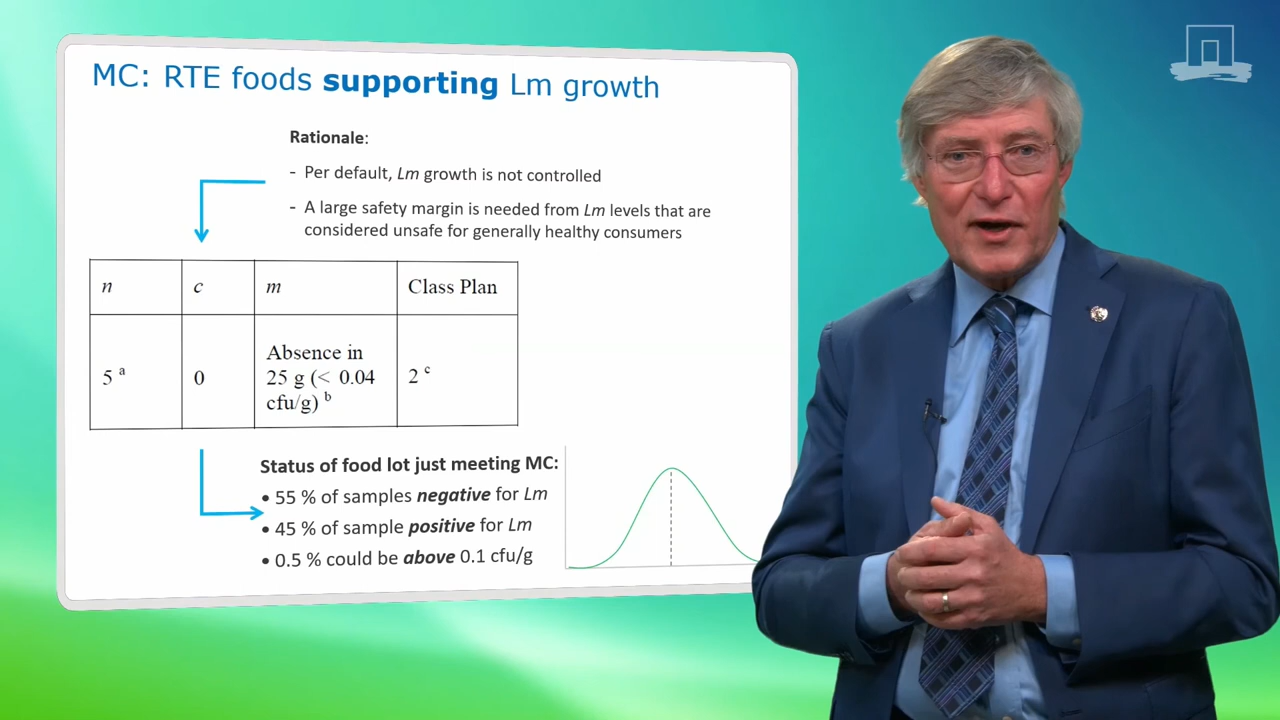 MC: RTE foods supporting Lm growth
Rationale:
- Per default, Lm growth is not controlled
- A large safety margin is needed from Lm levels that are
considered unsafe for generally healthy consumers
n c m Class Plan
5 a 0 Absence in
25 g (< 0.04
cfu/g) b 2 c
Status of food lot just meeting MC:
• 55 % of samples negative for Lm
• 45 % of sample positive for Lm
• 0.5 % could be above 0.1 cfu/g